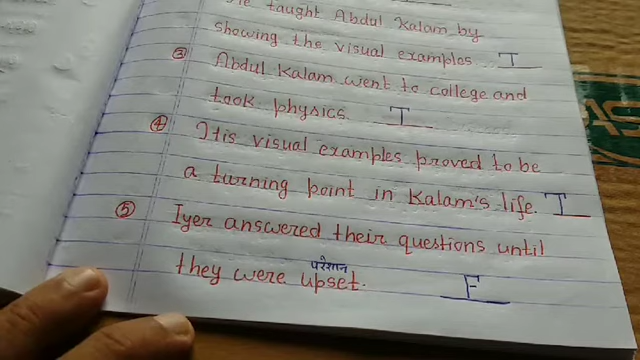 taught Abdul Kalam by
showing the visual examples. T
③ Abdul Kalam went to college and
took physics. T
④ His visual examples proved to be
a turning point in Kalam's life. T
⑤ Iyer answered their questions until
परेशान
they were upset. F